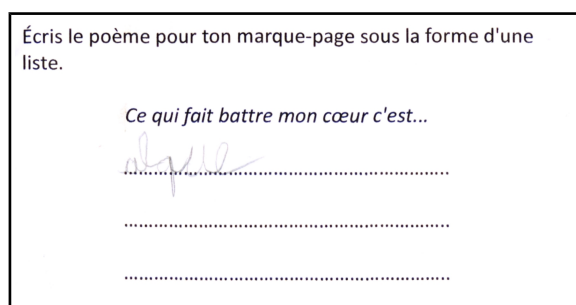 Écris le poème pour ton marque-page sous la forme d'une
liste.
Ce qui fait battre mon cœur c'est...